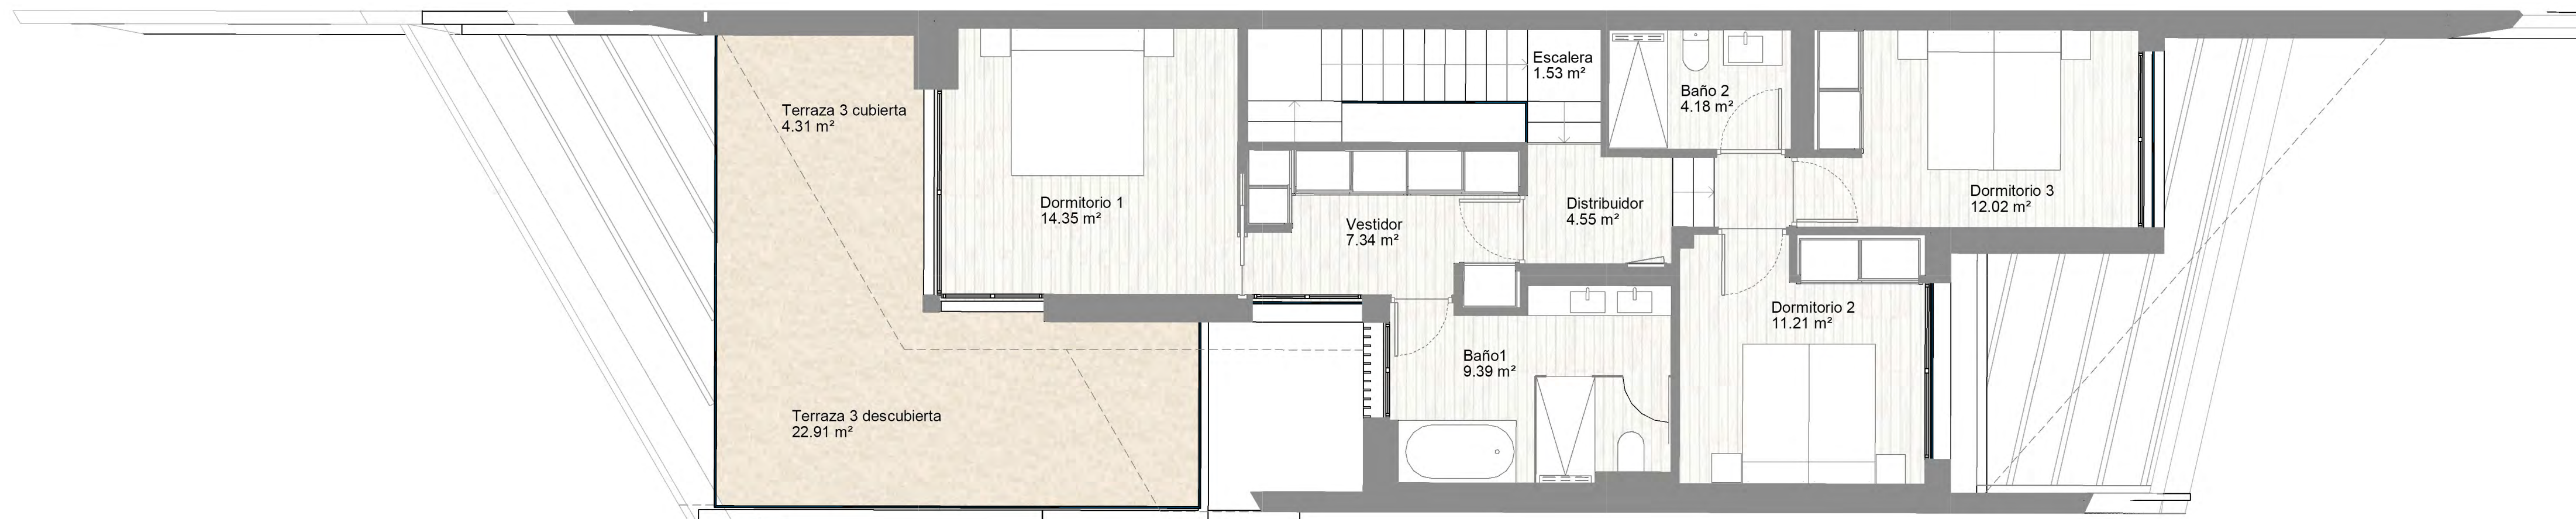 Terraza 3 cubierta
4.31 m²
Dormitorio 1
14.35 m²
Escalera
1.53 m²
Baño 2
4.18 m²
Dormitorio 3
12.02 m²
Vestidor
7.34 m²
Distribuidor
4.55 m²
Dormitorio 2
11.21 m²
Baño1
9.39 m²
Terraza 3 descubierta
22.91 m²